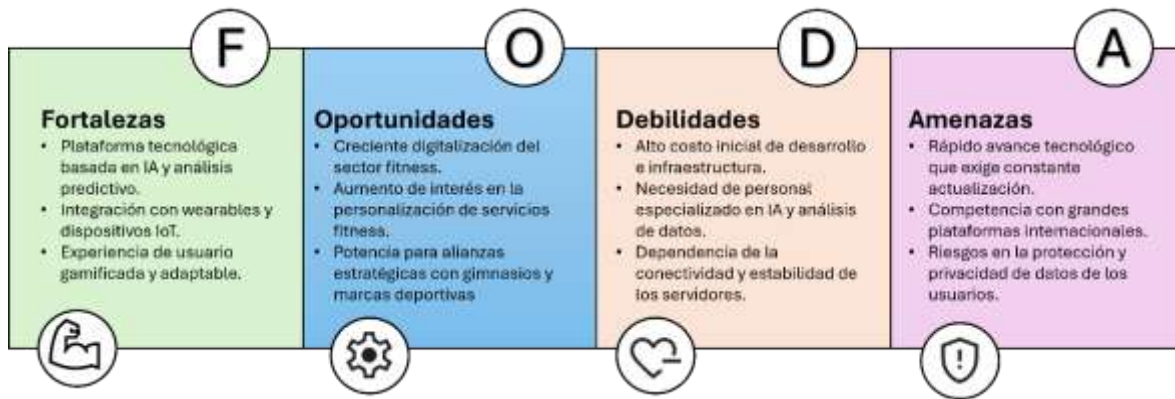 F
Fortalezas
• Plataforma tecnológica
basada en IA y análisis
predictivo.
• Integración con wearables y
dispositivos IoT.
• Experiencia de usuario
gamificada y adaptable.
O
Oportunidades
• Creciente digitalización del
sector fitness.
• Aumento de interés en la
personalización de servicios
fitness.
• Potencia para alianzas
estratégicas con gimnasios y
marcas deportivas
D
Debilidades
• Alto costo inicial de desarrollo
e infraestructura.
• Necesidad de personal
especializado en IA y análisis
de datos.
• Dependencia de la
conectividad y estabilidad de
los servidores.
A
Amenazas
• Rápido avance tecnológico
que exige constante
actualización.
• Competencia con grandes
plataformas internacionales.
• Riesgos en la protección y
privacidad de datos de los
usuarios.